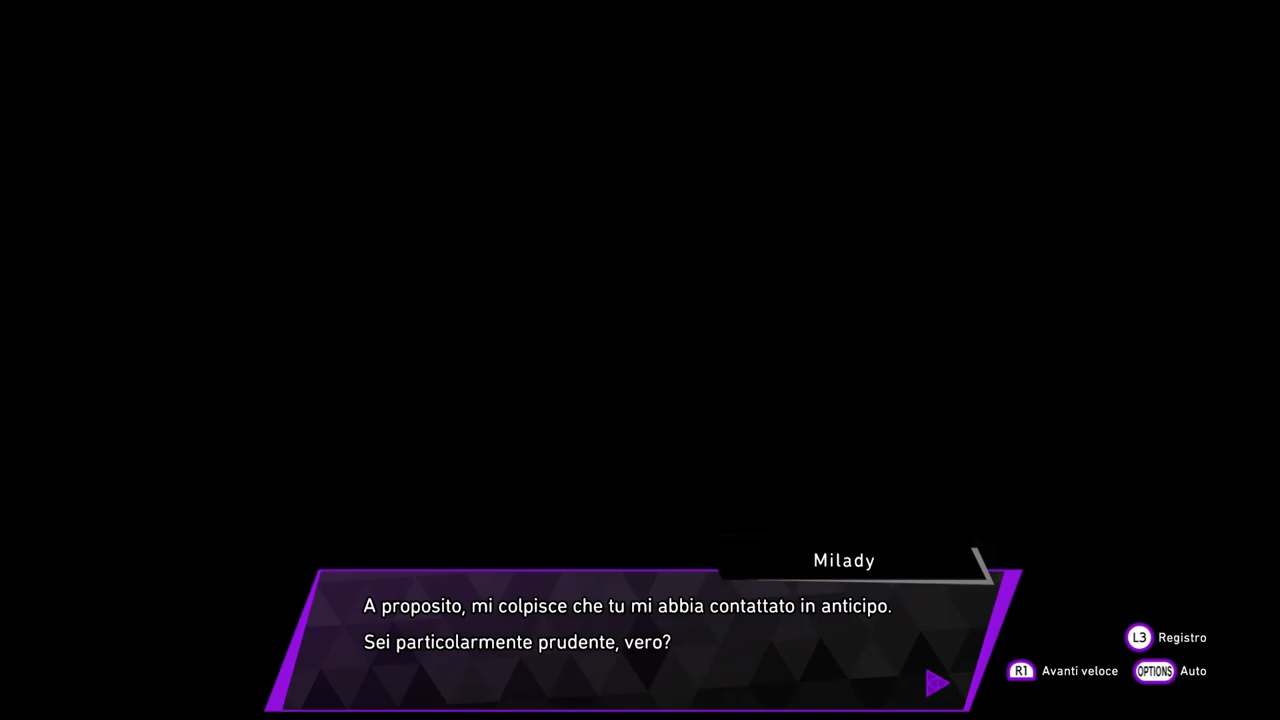 Milady
A proposito, mi colpisce che tu mi abbia contattato in anticipo.
Sei particolarmente prudente, vero?
L3 Registro
R1 Avanti veloce OPTIONS Auto